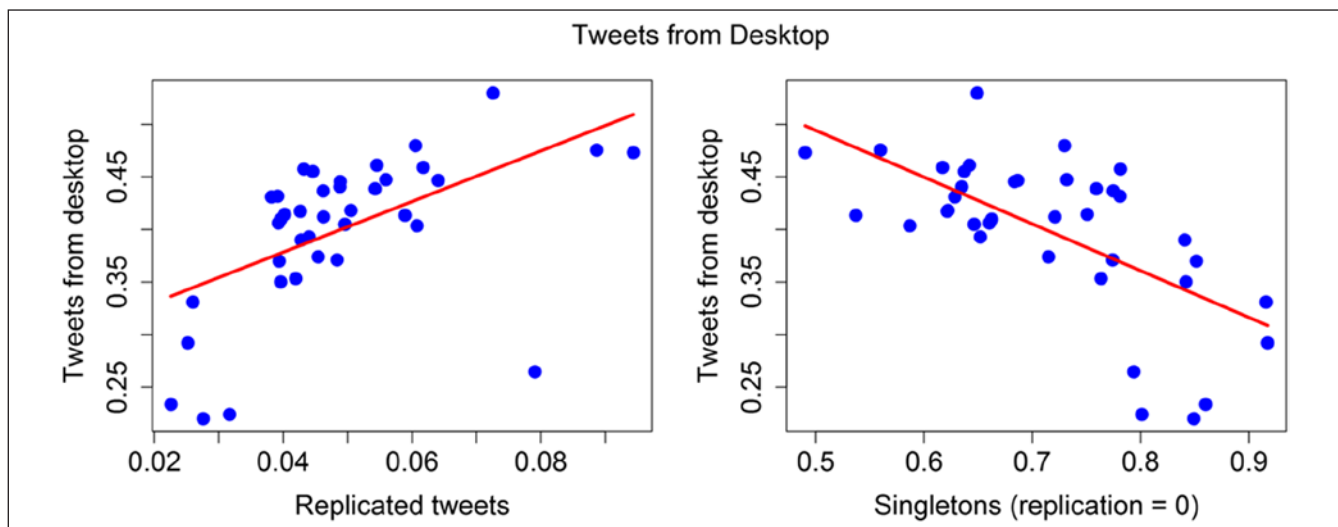 Tweets from Desktop
Tweets from desktop
0.25 0.35 0.45
0.02 0.04 0.06 0.08
Replicated tweets
Tweets from desktop
0.25 0.35 0.45
0.5 0.6 0.7 0.8 0.9
Singletons (replication = 0)